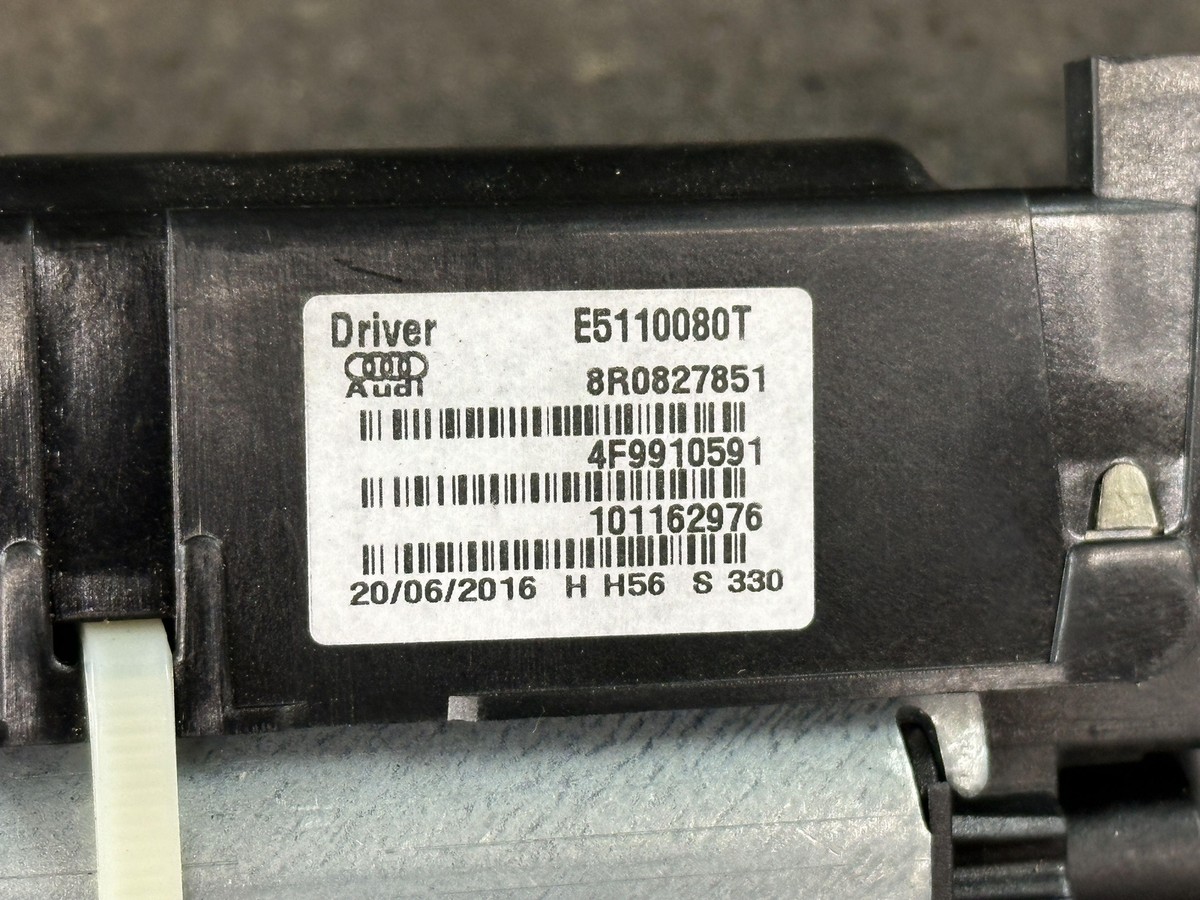 Driver E5110080T
Audi 8R0827851
4F9910591
101162976
20/06/2016 H H56 S 330